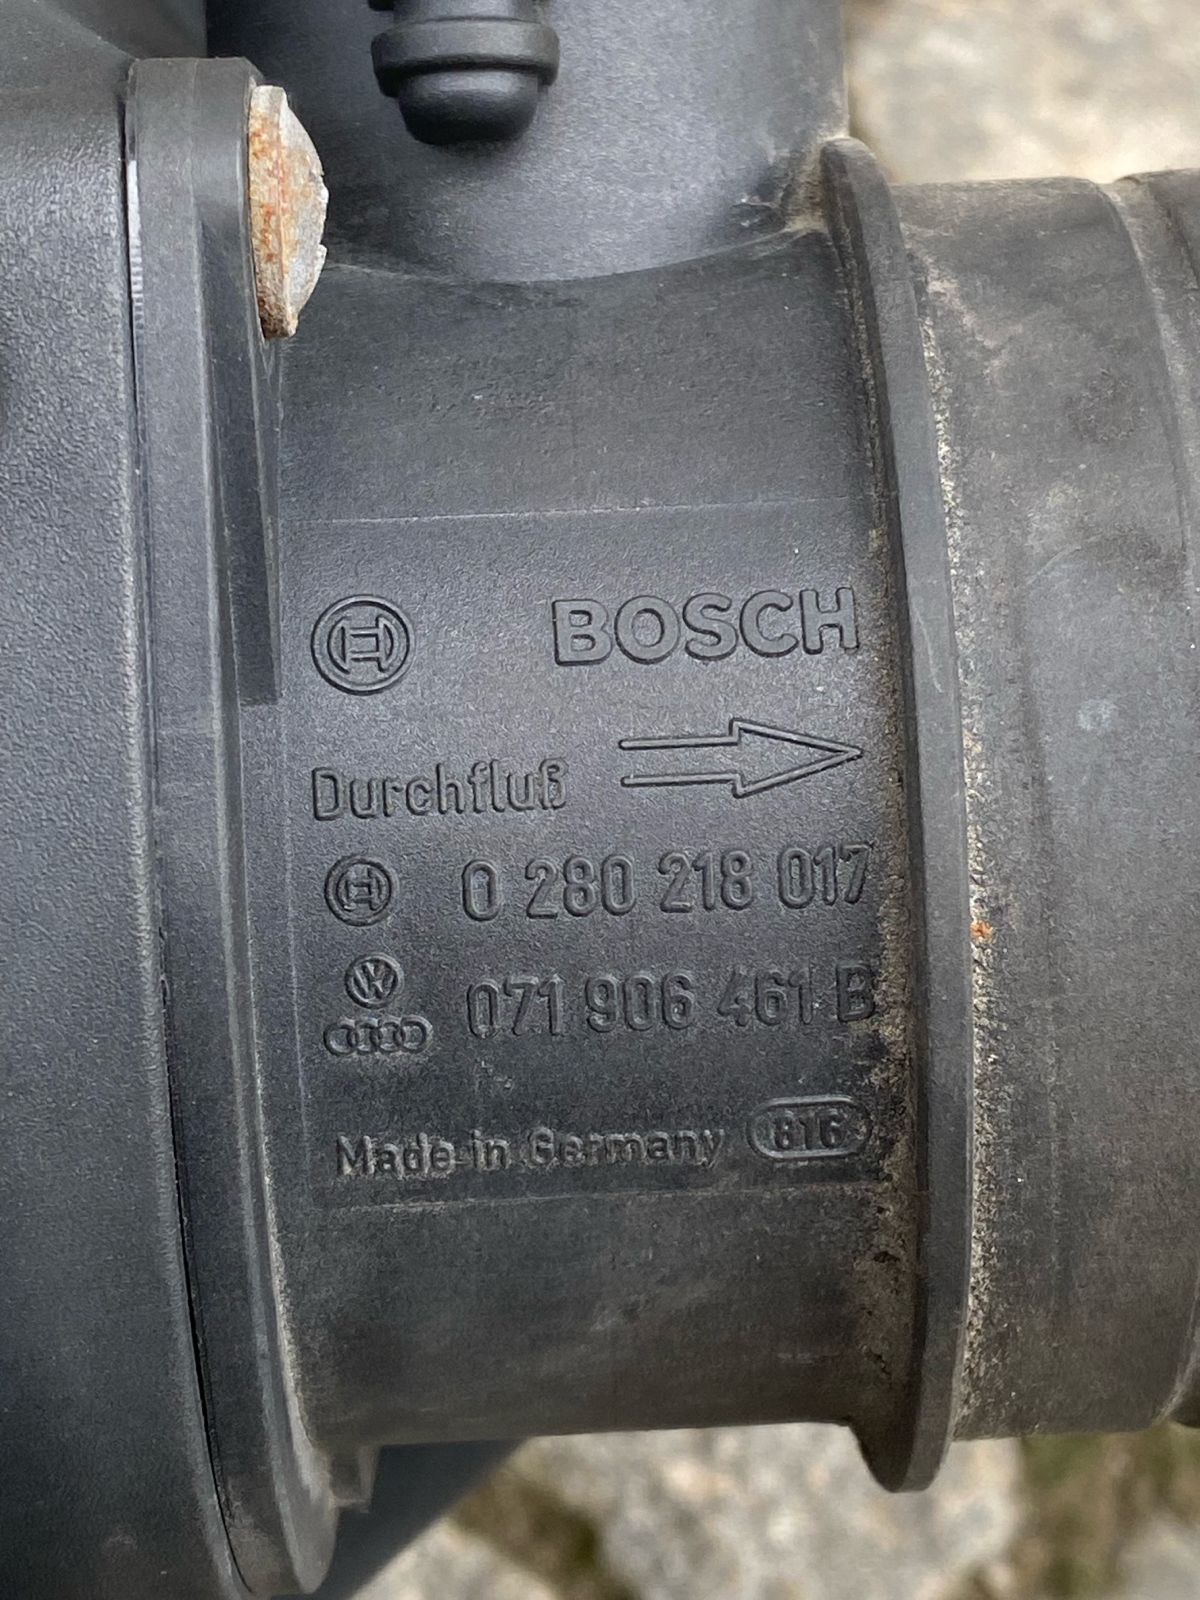 BOSCH
Durchfluß
0 280 218 017
071 906 461 B
Made in Germany 816